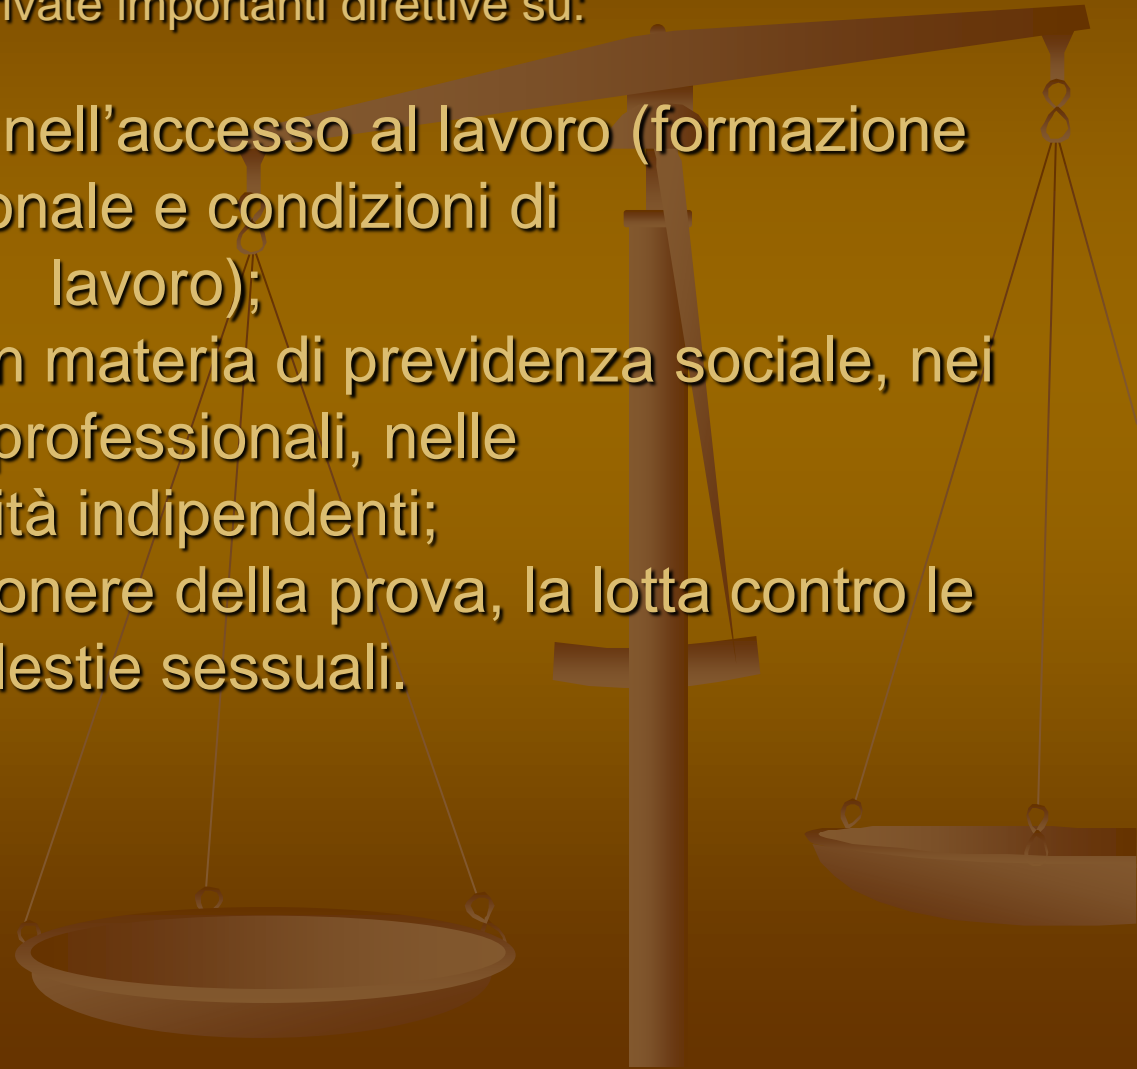 rivate importanti direttive su:
nell’accesso al lavoro (formazione
onale e condizioni di
lavoro);
n materia di previdenza sociale, nei
professionali, nelle
ità indipendenti;
onere della prova, la lotta contro le
lestie sessuali.